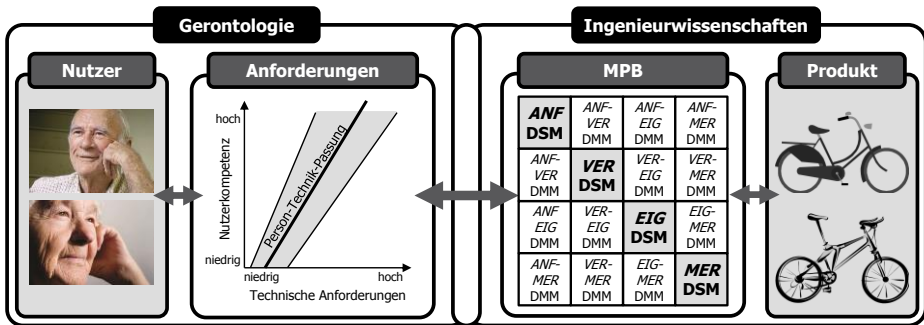 Gerontologie
Ingenieurwissenschaften
Nutzer
Anforderungen
MPB
Produkt
hoch
Nutzerkompetenz
Person-Technik-Passung
niedrig
niedrig
hoch
Technische Anforderungen
ANF ANF- ANF- ANF-
DSM VER EIG MER
DMM DMM DMM
ANF- VER VER- VER-
VER DSM EIG MER
DMM DMM DMM
ANF VER- EIG EIG-
EIG EIG DSM MER
DMM DMM DMM
ANF- VER- EIG- MER
MER MER MER DSM
DMM DMM DMM